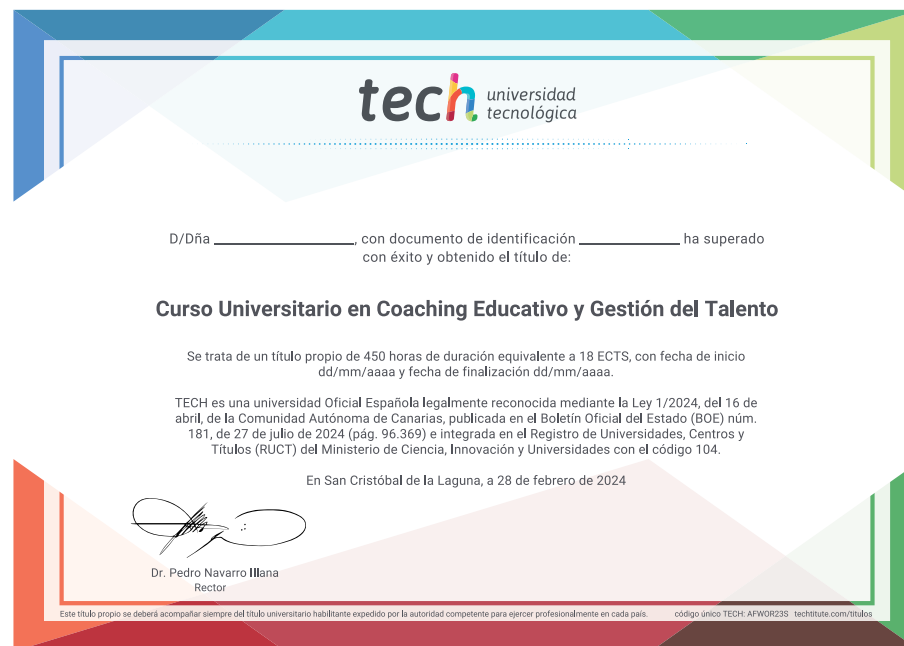 tech universidad
tecnológica
D/Dña ________________, con documento de identificación ____________ ha superado
con éxito y obtenido el título de:
Curso Universitario en Coaching Educativo y Gestión del Talento
Se trata de un título propio de 450 horas de duración equivalente a 18 ECTS, con fecha de inicio
dd/mm/aaaa y fecha de finalización dd/mm/aaaa.
TECH es una universidad Oficial Española legalmente reconocida mediante la Ley 1/2024, del 16 de
abril, de la Comunidad Autónoma de Canarias, publicada en el Boletín Oficial del Estado (BOE) núm.
181, de 27 de julio de 2024 (pág. 96.369) e integrada en el Registro de Universidades, Centros y
Títulos (RUCT) del Ministerio de Ciencia, Innovación y Universidades con el código 104.
En San Cristóbal de la Laguna, a 28 de febrero de 2024
Dr. Pedro Navarro Illana
Rector
Este título propio se deberá acompañar siempre del título universitario habilitante expedido por la autoridad competente para ejercer profesionalmente en cada país. código único TECH: AFWOR23S techtitute.com/titulos